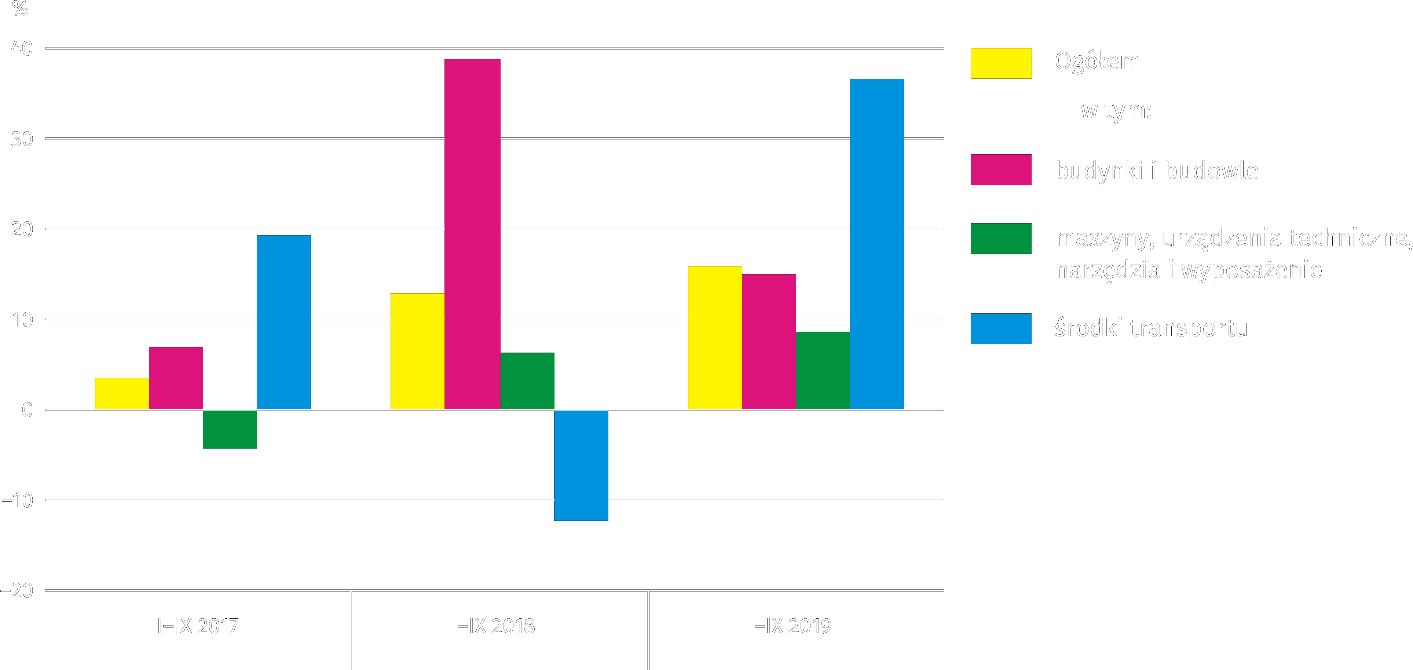 %
40
30
20
10
0
-10
-20
I-IX 2017
-IX 2018
-IX 2019
Ogółem
w tym:
budynki i budowle
maszyny, urządzenia techniczne,
narzędzia i wyposażenie
środki transportu